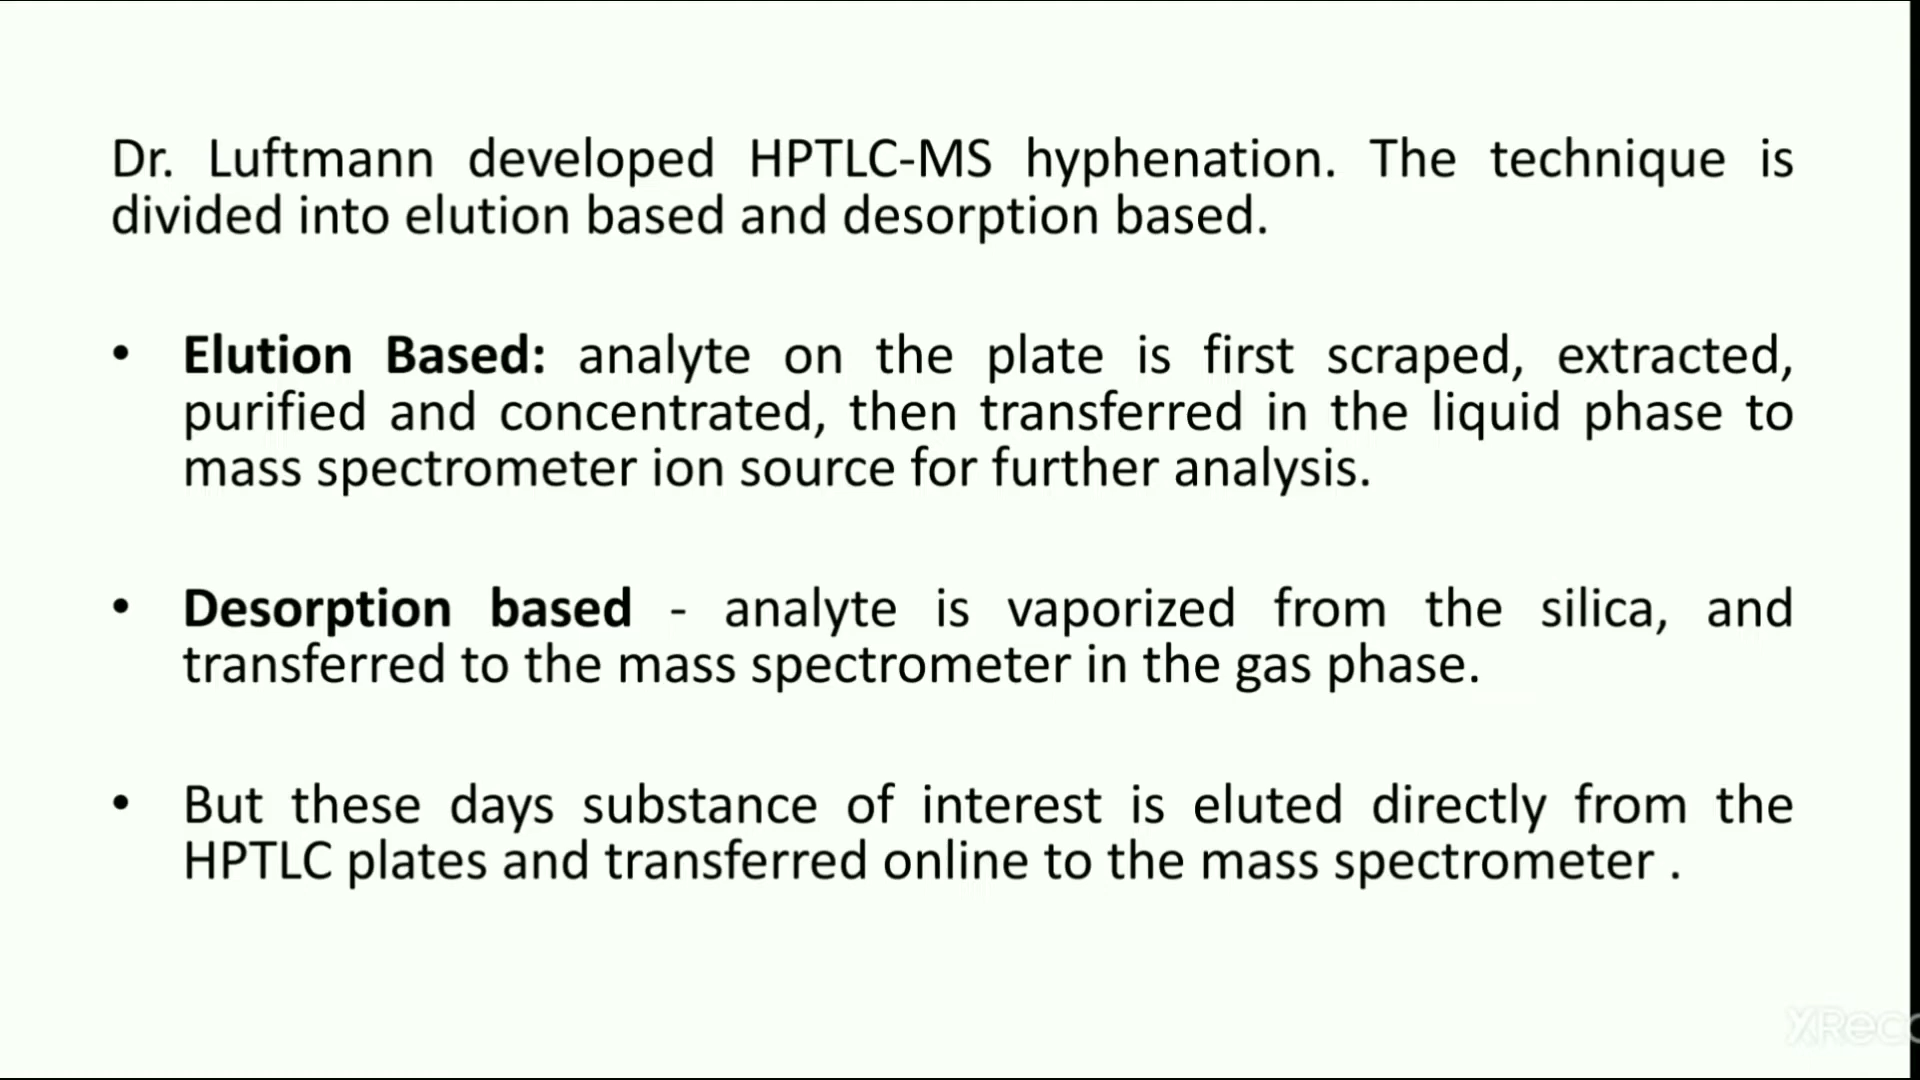 Dr. Luftmann developed HPTLC-MS hyphenation. The technique is
divided into elution based and desorption based.
• Elution Based: analyte on the plate is first scraped, extracted,
purified and concentrated, then transferred in the liquid phase to
mass spectrometer ion source for further analysis.
• Desorption based - analyte is vaporized from the silica, and
transferred to the mass spectrometer in the gas phase.
• But these days substance of interest is eluted directly from the
HPTLC plates and transferred online to the mass spectrometer .